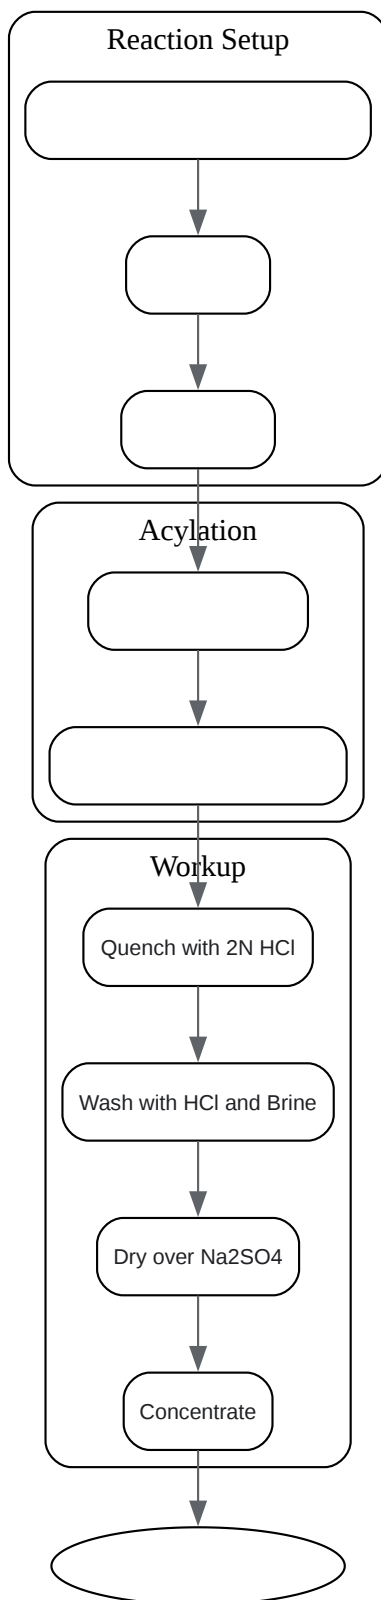 Reaction Setup
Acylation
Workup
Quench with 2N HCl
Wash with HCl and Brine
Dry over Na2SO4
Concentrate